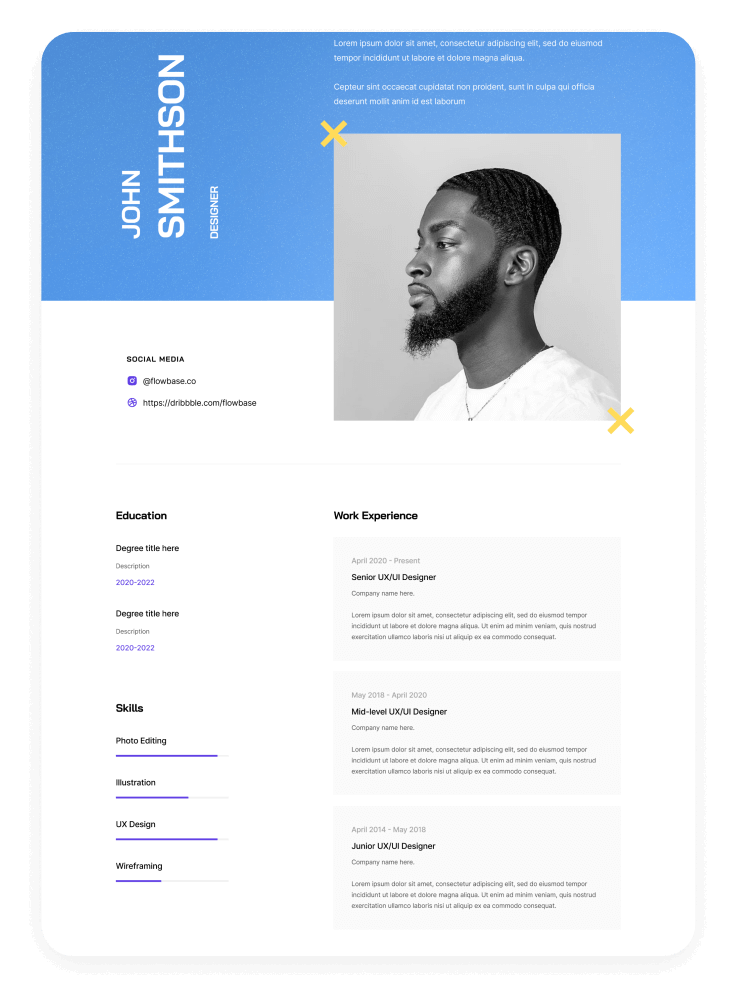 JOHN
SMITHSON
DESIGNER
Lorem ipsum dolor sit amet, consectetur adipiscing elit, sed do eiusmod
tempor incididunt ut labore et dolore magna aliqua.
Cepteur sint occaecat cupidatat non proident, sunt in culpa qui officia
deserunt mollit anim id est laborum
SOCIAL MEDIA
@flowbase.co
https://dribbble.com/flowbase
Education
Degree title here
Description
2020-2022
Degree title here
Description
2020-2022
Skills
Photo Editing
Illustration
UX Design
Wireframing
Work Experience
April 2020 - Present
Senior UX/UI Designer
Company name here.
Lorem ipsum dolor sit amet, consectetur adipiscing elit, sed do eiusmod tempor
incididunt ut labore et dolore magna aliqua. Ut enim ad minim veniam, quis nostrud
exercitation ullamco laboris nisi ut aliquip ex ea commodo consequat.
May 2018 - April 2020
Mid-level UX/UI Designer
Company name here.
Lorem ipsum dolor sit amet, consectetur adipiscing elit, sed do eiusmod tempor
incididunt ut labore et dolore magna aliqua. Ut enim ad minim veniam, quis nostrud
exercitation ullamco laboris nisi ut aliquip ex ea commodo consequat.
April 2014 - May 2018
Junior UX/UI Designer
Company name here.
Lorem ipsum dolor sit amet, consectetur adipiscing elit, sed do eiusmod tempor
incididunt ut labore et dolore magna aliqua. Ut enim ad minim veniam, quis nostrud
exercitation ullamco laboris nisi ut aliquip ex ea commodo consequat.